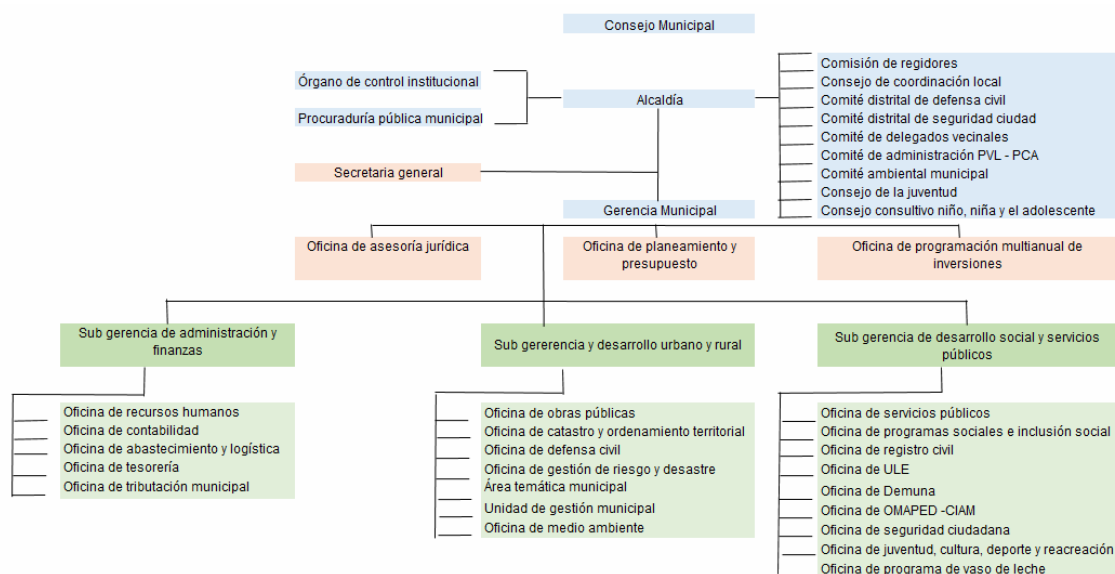 Consejo Municipal
Órgano de control institucional
Procuraduría pública municipal
Alcaldía
Comisión de regidores
Consejo de coordinación local
Comité distrital de defensa civil
Comité distrital de seguridad ciudad
Comité de delegados vecinales
Comité de administración PVL - PCA
Comité ambiental municipal
Consejo de la juventud
Consejo consultivo niño, niña y el adolescente
Secretaria general
Gerencia Municipal
Oficina de asesoría jurídica
Oficina de planeamiento y
presupuesto
Oficina de programación multianual de
inversiones
Sub gerencia de administración y
finanzas
Sub gererencia y desarrollo urbano y rural
Sub gerencia de desarrollo social y servicios
públicos
Oficina de recursos humanos
Oficina de contabilidad
Oficina de abastecimiento y logística
Oficina de tesorería
Oficina de tributación municipal
Oficina de obras públicas
Oficina de catastro y ordenamiento territorial
Oficina de defensa civil
Oficina de gestión de riesgo y desastre
Área temática municipal
Unidad de gestión municipal
Oficina de medio ambiente
Oficina de servicios públicos
Oficina de programas sociales e inclusión social
Oficina de registro civil
Oficina de ULE
Oficina de Demuna
Oficina de OMAPED -CIAM
Oficina de seguridad ciudadana
Oficina de juventud, cultura, deporte y reacreación
Oficina de programa de vaso de leche